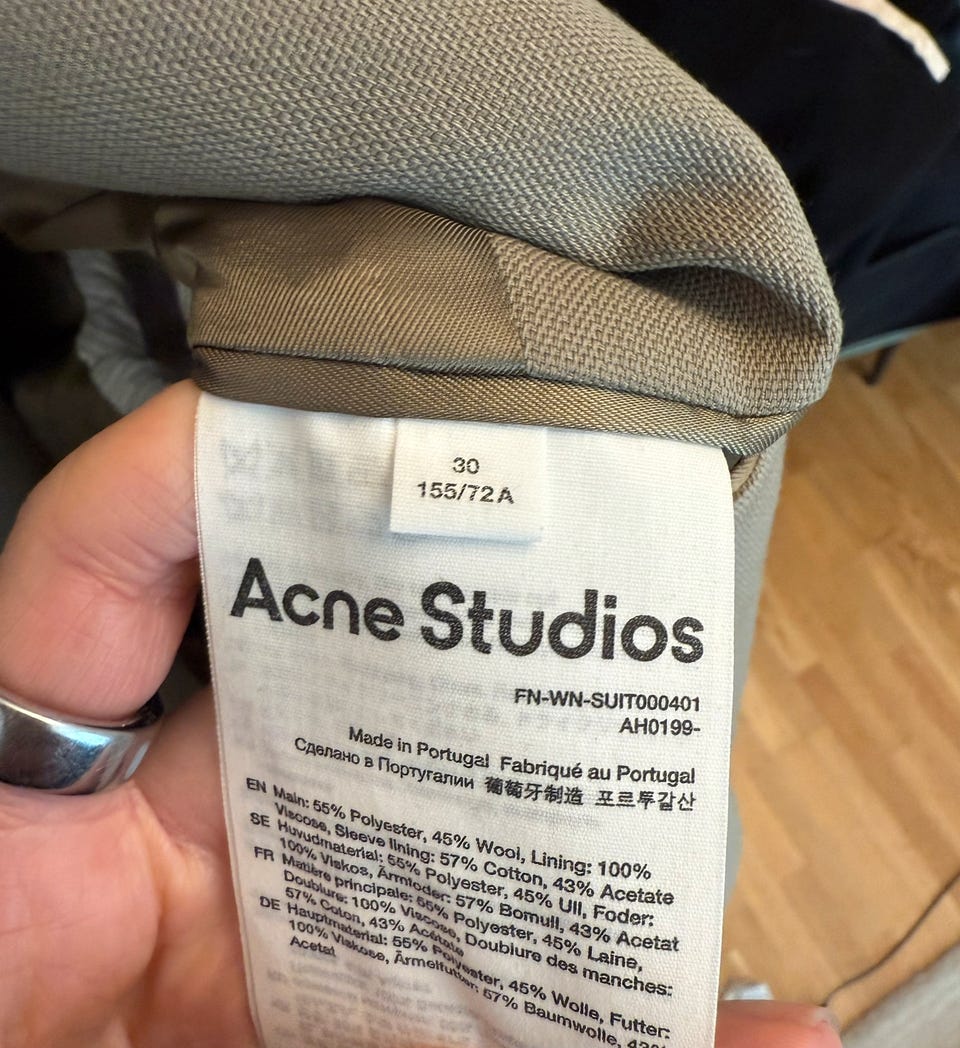 30
155/72A
Acne Studios
FN-WN-SUIT000401
AH0199-
Made in Portugal Fabriqué au Portugal
Сделано в Португалии 葡萄牙制造 포르투갈산
EN Main: 55% Polyester, 45% Wool, Lining: 100%
Viscose, Sleeve lining: 57% Cotton, 43% Acetate
SE Huvudmaterial: 55% Polyester, 45% Ull, Foder:
100% Viskos, Ärmfoder: 57% Bomull, 43% Acetat
FR Matière principale: 55% Polyester, 45% Laine,
Doublure: 100% Viscose, Doublure des manches:
57% Coton, 43% Acétate
DE Hauptmaterial: 55% Polyester, 45% Wolle, Futter:
100% Viskose, Ärmelfutter: 57% Baumwolle, 43%
Acetat